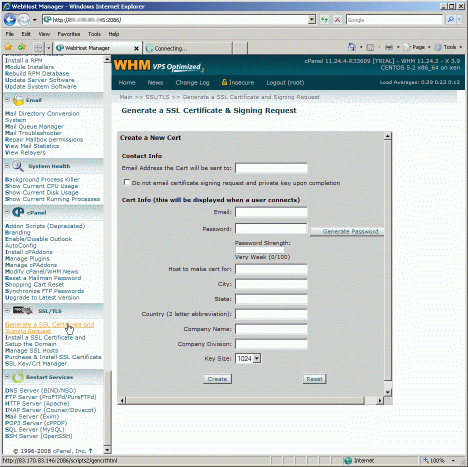 WebHost Manager - Windows Internet Explorer
:2086/
Google
File Edit View Favorites Tools Help
WebHost Manager
Connecting...
Page Tools
Install a RPM
Module Installers
Rebuild RPM Database
Update Server Software
Update System Software
Email
Mail Directory Conversion
System
Mail Queue Manager
Mail Troubleshooter
Repair Mailbox permissions
View Mail Statistics
View Relayers
System Health
Background Process Killer
Show Current CPU Usage
Show Current Disk Usage
Show Current Running Processes
cPanel
Addon Scripts (Deprecated)
Branding
Enable/Disable Outlook
AutoConfig
Install cPAddons
Manage Plugins
Manage cPAddons
Modify cPanel/WHM News
Reset a Mailman Password
Shopping Cart Reset
Synchronize FTP Passwords
Upgrade to Latest Version
SSL/TLS
Generate a SSL Certificate and
Signing Request
Install a SSL Certificate and
Setup the Domain
Manage SSL Hosts
Purchase & Install SSL Certificate
SSL Key/Crt Manager
Restart Services
DNS Server (BIND/NSD)
FTP Server (ProFTPd/PureFTPd)
HTTP Server (Apache)
IMAP Server (Courier/Dovecot)
Mail Server (Exim)
POP3 Server (cPPOP)
SQL Server (MySQL)
SSH Server (OpenSSH)
© 1996-2008 cPanel, Inc. ↑
WHM VPS Optimized 2
cPanel 11.24.4-R33609 [TRIAL] - WHM 11.24.2 - X 3.9
CENTOS 5.2 x86_64 on xen
Home News Change Log Insecure Logout (root)
Load Averages: 0.29 0.23 0.12
Main >> SSL/TLS >> Generate a SSL Certificate and Signing Request
Generate a SSL Certificate & Signing Request
Create a New Cert
Contact Info
Email Address the Cert will be sent to:
Do not email certificate signing request and private key upon completion
Cert Info (this will be displayed when a user connects)
Email:
Password:
Generate Password
Password Strength:
Very Weak (0/100)
Host to make cert for:
City:
State:
Country (2 letter abbreviation):
Company Name:
Company Division:
Key Size: 1024
Create Reset
http://83.170.83.146:2086/scripts2/gencrthtml
Internet
100%